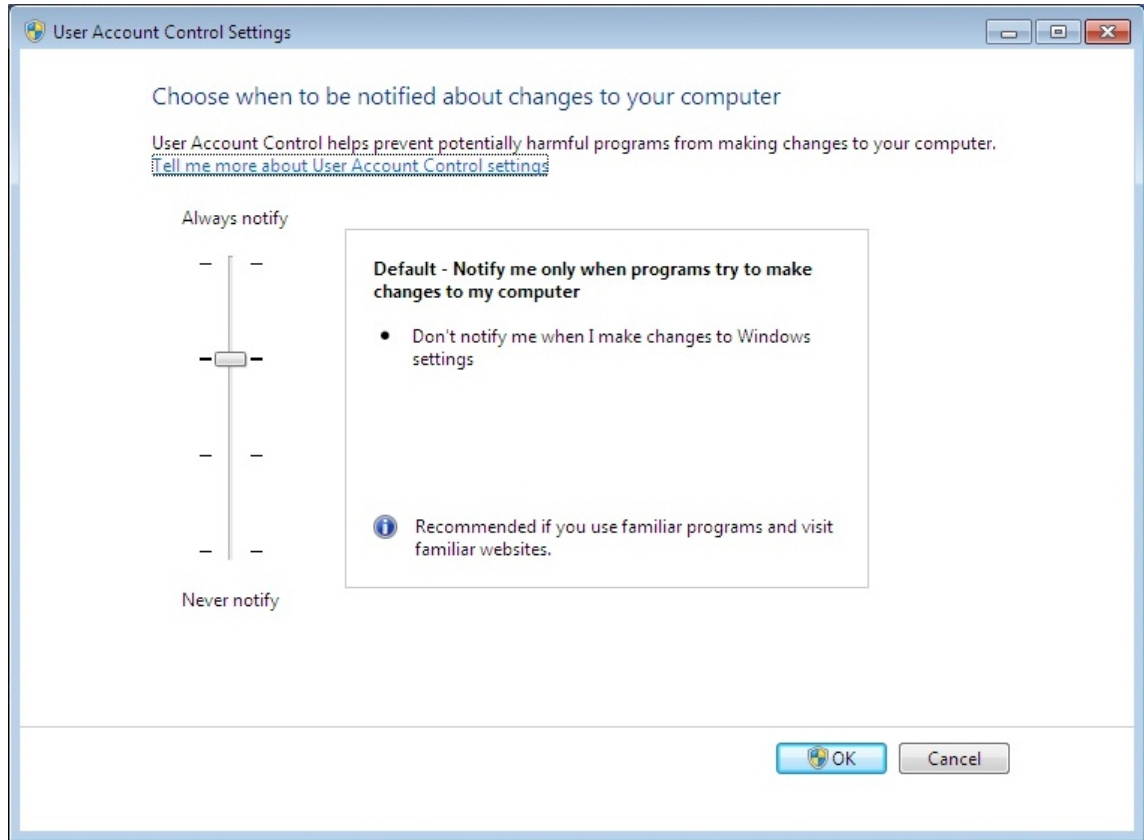 User Account Control Settings
Choose when to be notified about changes to your computer
User Account Control helps prevent potentially harmful programs from making changes to your computer.
Tell me more about User Account Control settings
Always notify
Default - Notify me only when programs try to make
changes to my computer
• Don't notify me when I make changes to Windows
settings
Recommended if you use familiar programs and visit
familiar websites.
Never notify
OK
Cancel